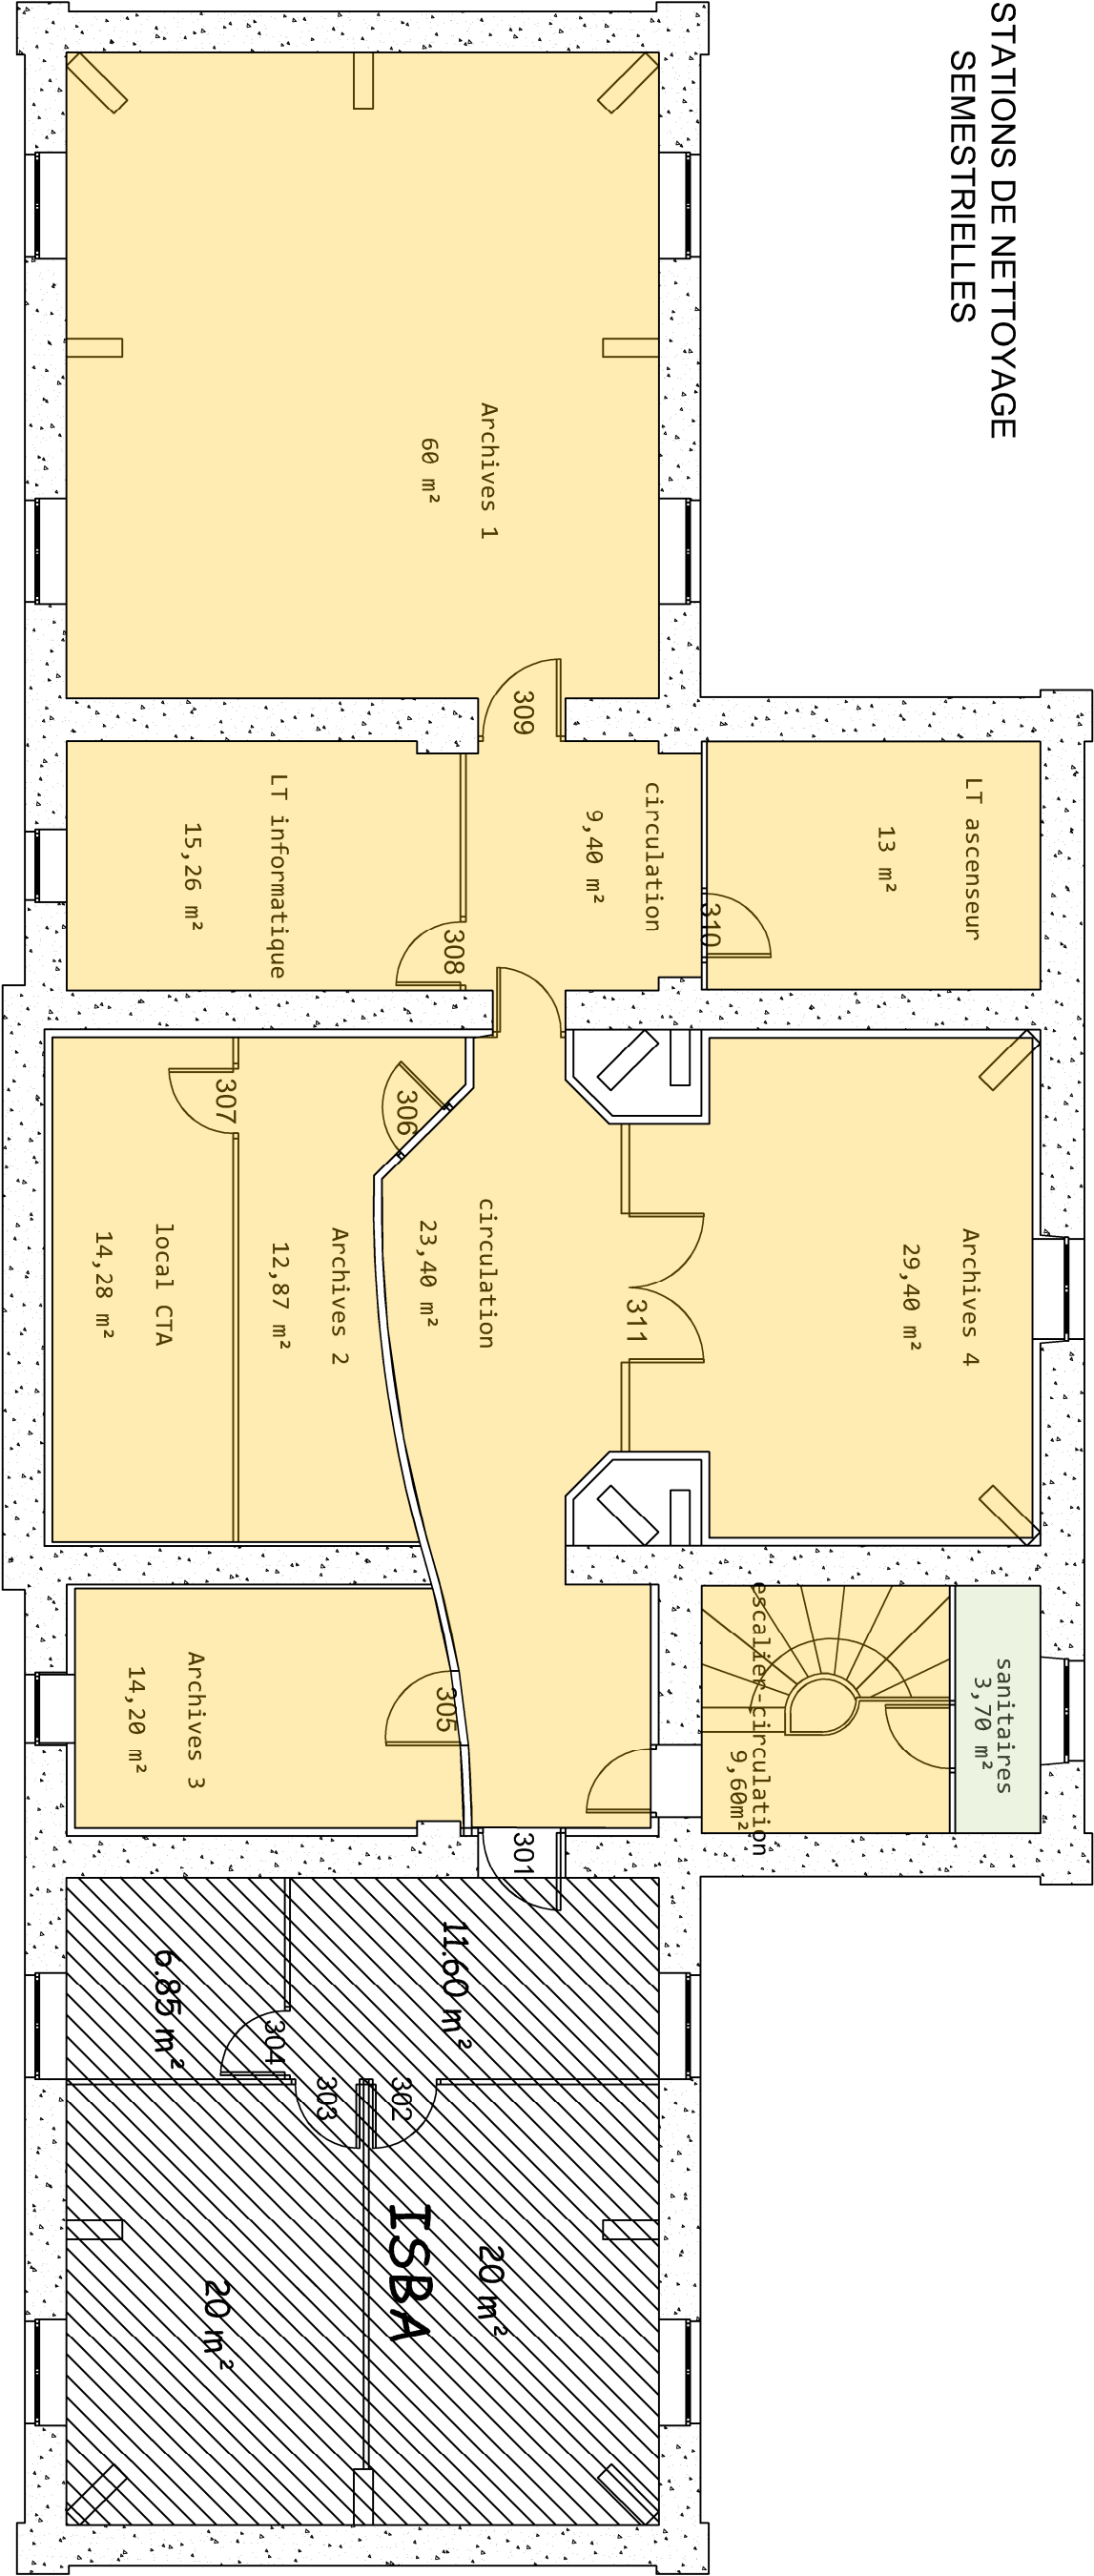 STATIONS DE NETTOYAGE
SEMESTRIELLES
Archives 1
60 m²
309
LT ascenseur
13 m²
310
circulation
9,40 m²
LT informatique
15,26 m²
308
Archives 4
29,40 m²
311
circulation
23,40 m²
306
Archives 2
12,87 m²
307
local CTA
14,28 m²
sanitaires
3,70 m²
escalier-circulation
9,60m²
305
Archives 3
14,20 m²
301
11.60 m²
6.85 m²
304
302
303
ISBA
20 m²
20 m²